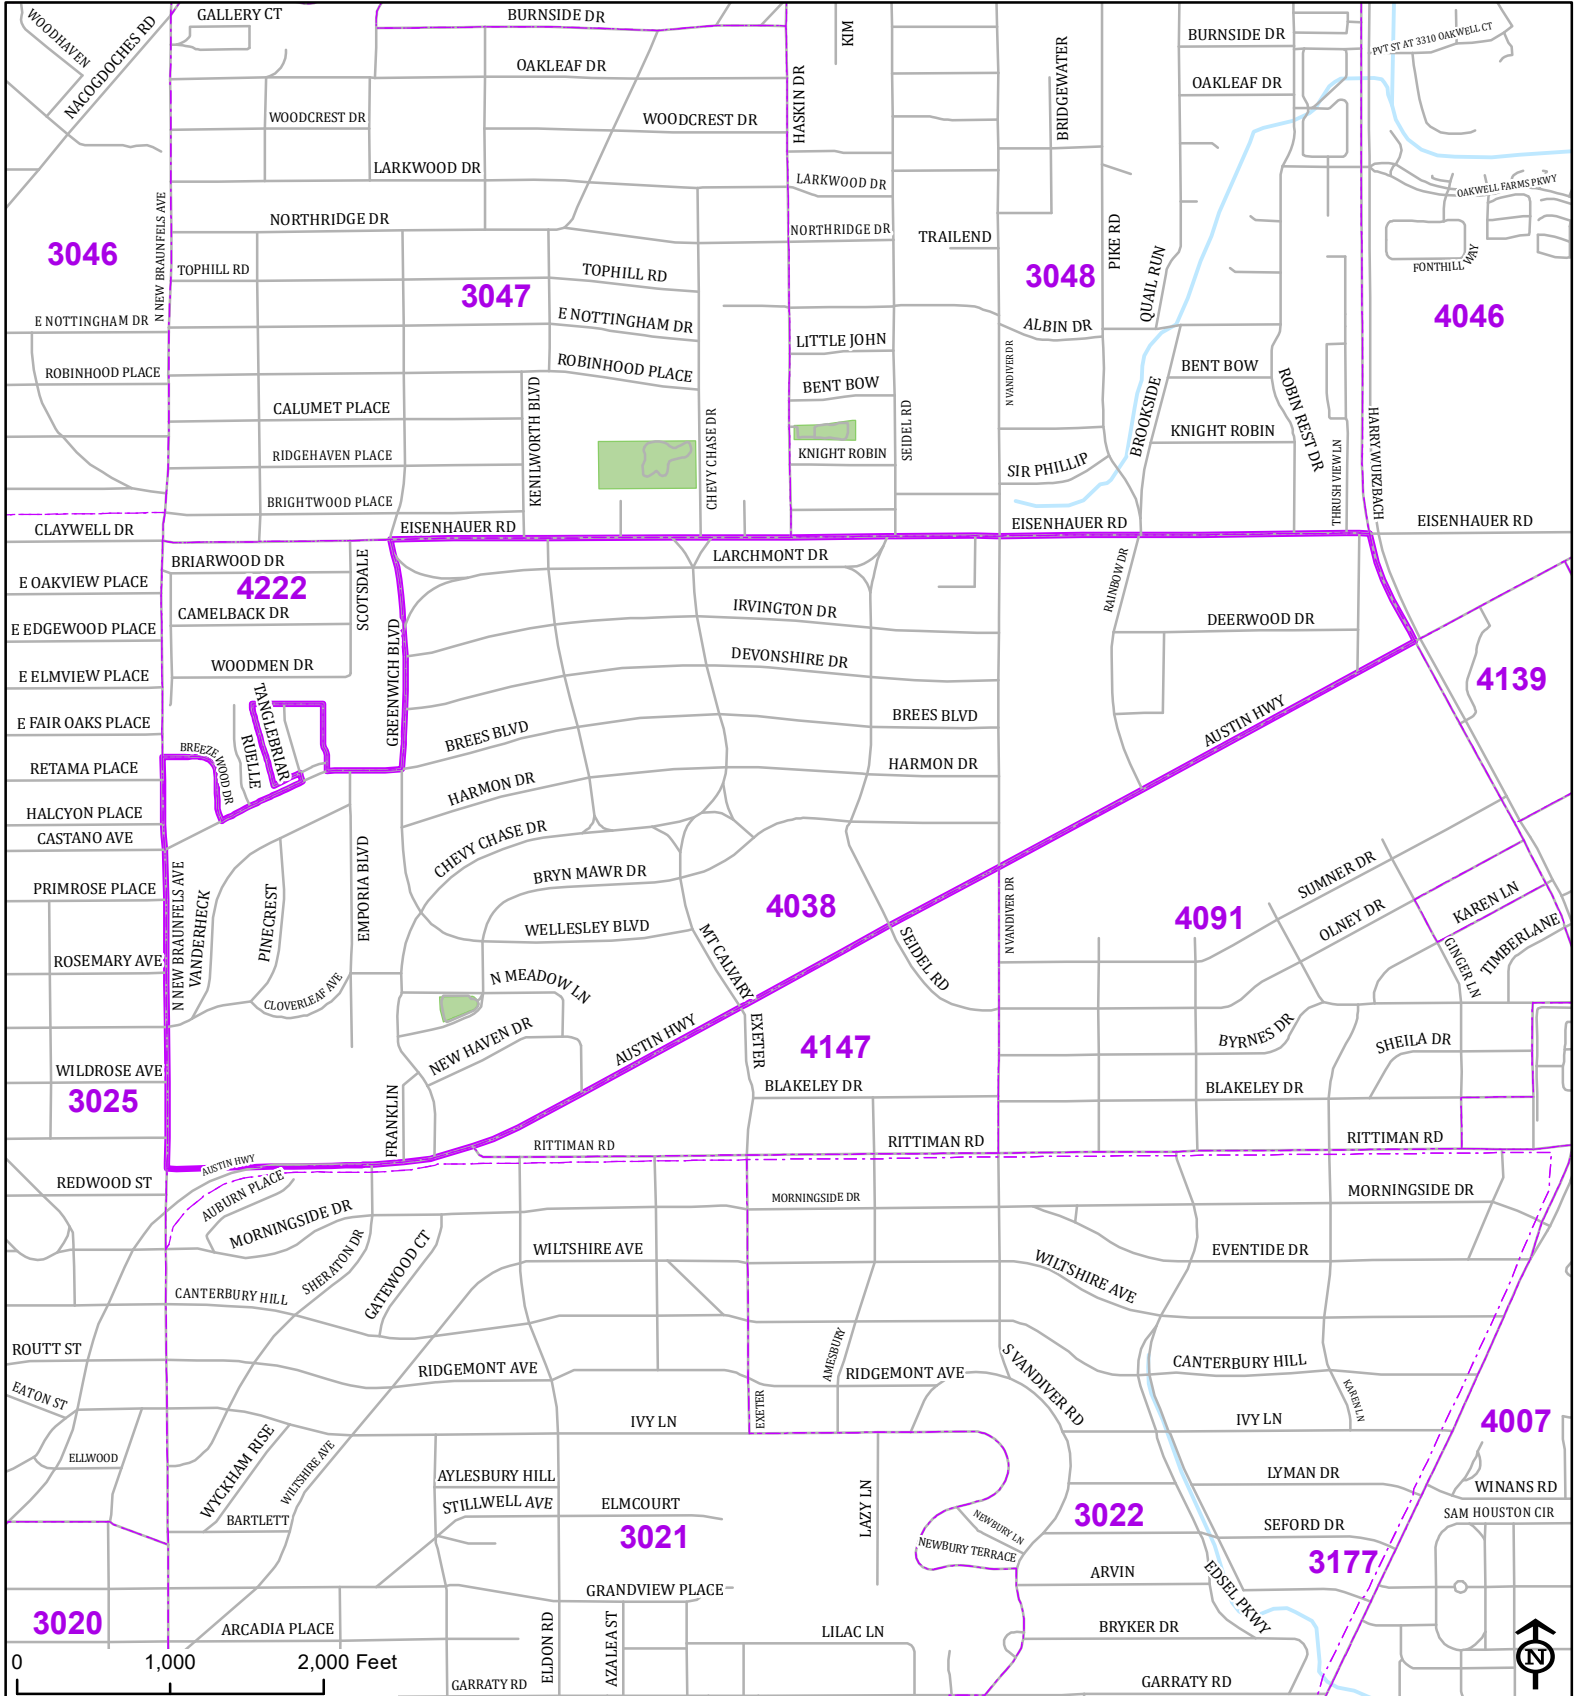 WOODHAVEN
NACOGDOCHES RD
GALLERY CT
BURNSIDE DR
KIM
BURNSIDE DR
PVT ST AT 3310 OAKWELL CT
OAKLEAF DR
HASKIN DR
BRIDGEWATER
OAKLEAF DR
WOODCREST DR
WOODCREST DR
LARKWOOD DR
LARKWOOD DR
OAKWELL FARMS PKWY
N NEW BRAUNFELS AVE
NORTHRIDGE DR
NORTHRIDGE DR
TRAILEND
PIKE RD
3046
TOPHILL RD
TOPHILL RD
3048
QUAIL RUN
FONTHILL WAY
3047
4046
E NOTTINGHAM DR
E NOTTINGHAM DR
LITTLE JOHN
ALBIN DR
N VANDIVER DR
ROBINHOOD PLACE
ROBINHOOD PLACE
BENT BOW
BENT BOW
CALUMET PLACE
KENILWORTH BLVD
BROOKSIDE
ROBIN REST DR
CHEVY CHASE DR
SEIDEL RD
KNIGHT ROBIN
HARRY WURZBACH
RIDGEHAVEN PLACE
KNIGHT ROBIN
SIR PHILLIP
THRUSH VIEW LN
BRIGHTWOOD PLACE
CLAYWELL DR
EISENHAUER RD
EISENHAUER RD
EISENHAUER RD
BRIARWOOD DR
SCOTSDALE
LARCHMONT DR
E OAKVIEW PLACE
4222
RAINBOW DR
CAMELBACK DR
IRVINGTON DR
DEERWOOD DR
E EDGEWOOD PLACE
GREENWICH BLVD
WOODMEN DR
DEVONSHIRE DR
E ELMVIEW PLACE
4139
TANGLEBRIAR
E FAIR OAKS PLACE
BREES BLVD
BREES BLVD
AUSTIN HWY
RUELLE
BREEZEWOOD DR
RETAMA PLACE
HARMON DR
HARMON DR
HALCYON PLACE
CASTANO AVE
CHEVY CHASE DR
EMPORIA BLVD
BRYN MAWR DR
SUMNER DR
PRIMROSE PLACE
N NEW BRAUNFELS AVE
VANDERHECK
PINECREST
4038
N VANDIVER DR
4091
OLNEY DR
KAREN LN
WELLESLEY BLVD
MT CALVARY
SEIDEL RD
GINGER LN
TIMBERLANE
ROSEMARY AVE
CLOVERLEAF AVE
N MEADOW LN
NEW HAVEN DR
AUSTIN HWY
EXETER
4147
BYRNES DR
SHEILA DR
WILDROSE AVE
3025
FRANKLIN
BLAKELEY DR
BLAKELEY DR
RITTIMAN RD
RITTIMAN RD
RITTIMAN RD
AUSTIN HWY
REDWOOD ST
AUBURN PLACE
MORNINGSIDE DR
MORNINGSIDE DR
MORNINGSIDE DR
SHERATON DR
GATEWOOD CT
WILTSHIRE AVE
WILTSHIRE AVE
EVENTIDE DR
CANTERBURY HILL
ROUTT ST
AMESBURY
S VANDIVER RD
CANTERBURY HILL
RIDGEMONT AVE
RIDGEMONT AVE
EATON ST
EXETER
KAREN LN
IVY LN
IVY LN
4007
ELLWOOD
WYCKHAM RISE
WILTSHIRE AVE
AYLESBURY HILL
LYMAN DR
WINANS RD
STILLWELL AVE
ELMCOURT
LAZY LN
3022
SAM HOUSTON CIR
BARTLETT
3021
NEWBURY LN
NEWBURY TERRACE
SEFORD DR
3177
ARVIN
EDSEL PKWY
GRANDVIEW PLACE
3020
ARCADIA PLACE
ELDON RD
AZALEA ST
LILAC LN
BRYKER DR
N
0 1,000 2,000 Feet
GARRATY RD
GARRATY RD